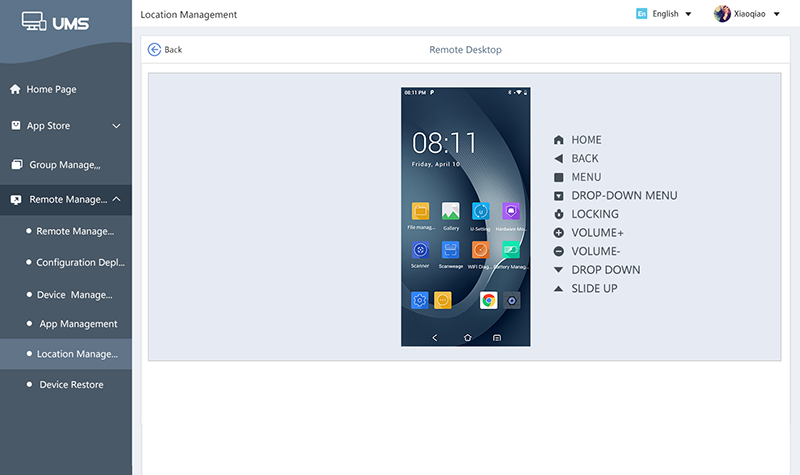 UMS
Location Management
En English
Xiaoqiao
Home Page
App Store
Group Manage...
Remote Manage...
Remote Manage...
Configuration Depl...
Device Manage...
App Management
Location Manage...
Device Restore
Back
Remote Desktop
08:11 PM P
08:11
Friday, April 10
File manag...
Gallery
U-Setting
Hardware Mo...
Scanner
Scanweage
WIFI Diag...
Battery Manag...
HOME
BACK
MENU
DROP-DOWN MENU
LOCKING
VOLUME+
VOLUME-
DROP DOWN
SLIDE UP